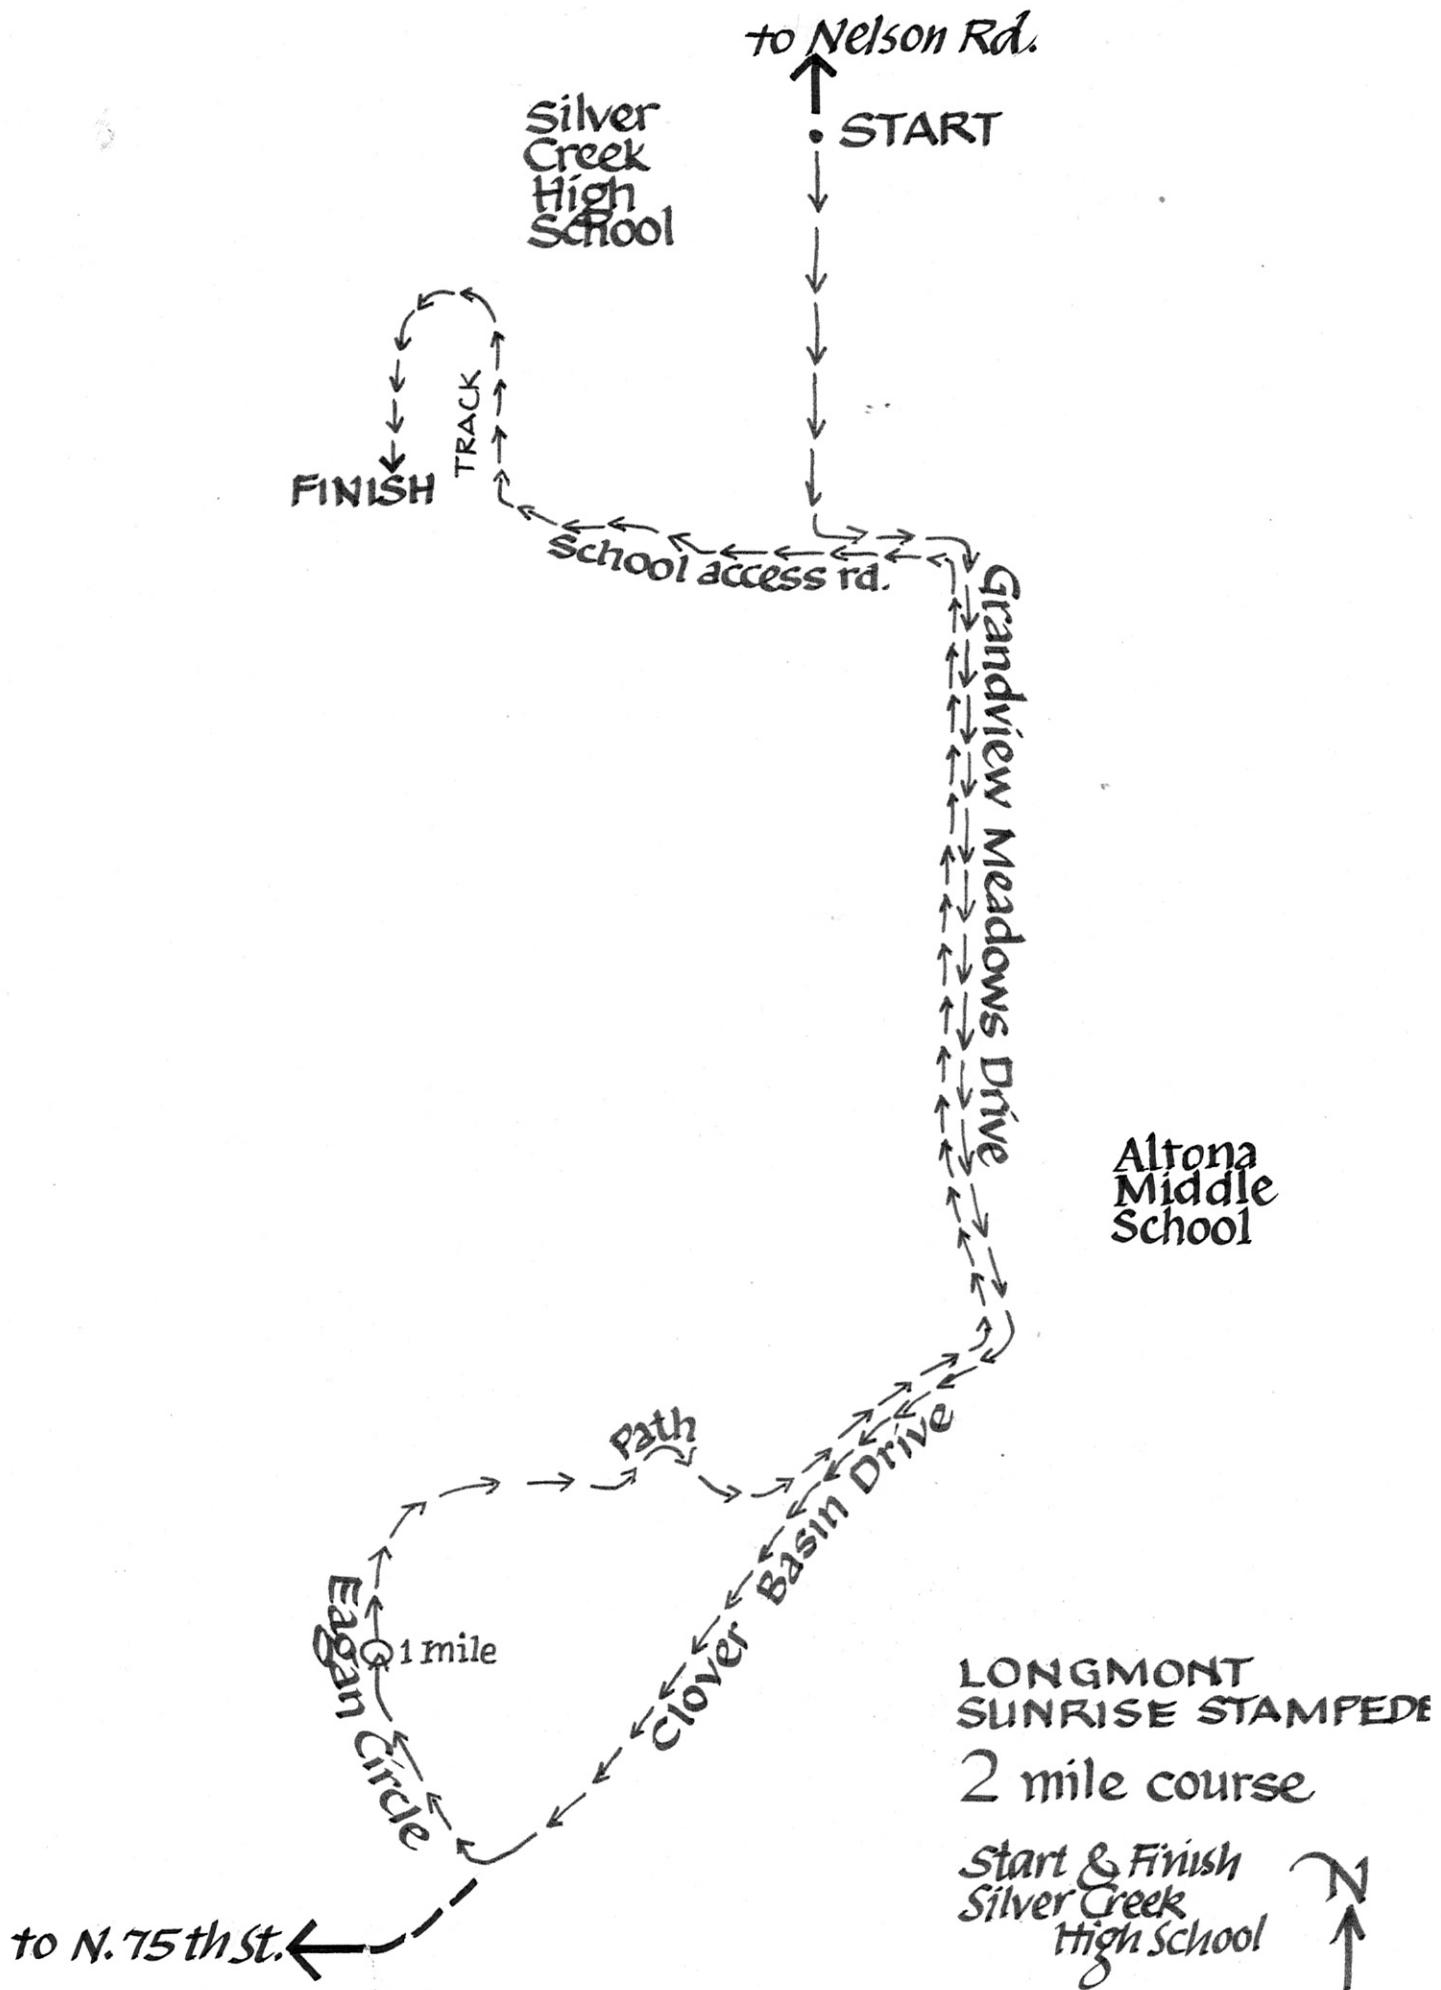 to Nelson Rd.
START
Silver
Creek
High
School
TRACK
FINISH
School access rd.
Grandview Meadows Drive
Altona
Middle
School
Path
Clover Basin Drive
Eagan Circle
1 mile
to N. 75th St.
LONGMONT
SUNRISE STAMPEDE
2 mile course
Start & Finish
Silver Creek
High School
N